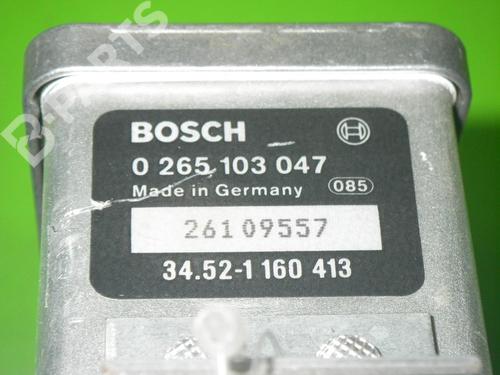 B-PARTS
BOSCH
0 265 103 047
Made in Germany 085
26109557
34.52-1 160 413